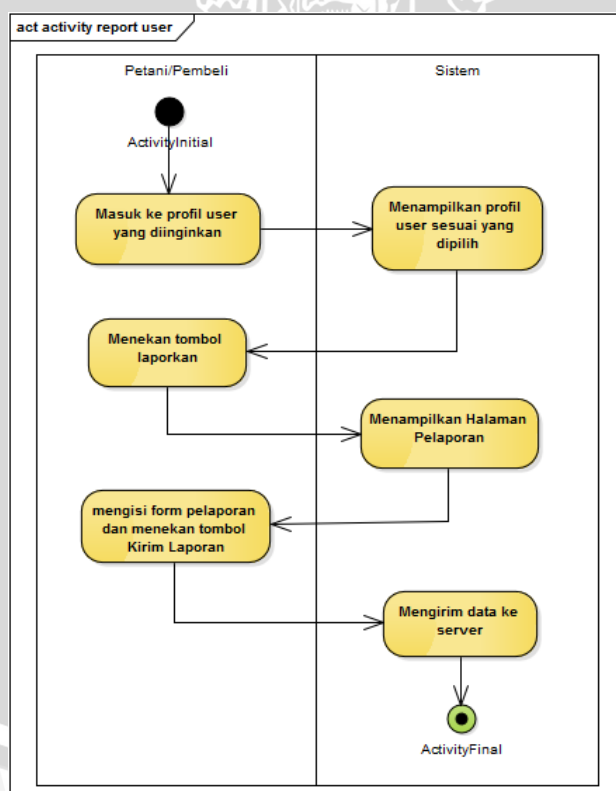 act activity report user
Petani/Pembeli
Sistem
ActivityInitial
Masuk ke profil user
yang diinginkan
Menampilkan profil
user sesuai yang
dipilih
Menekan tombol
laporkan
Menampilkan Halaman
Pelaporan
mengisi form pelaporan
dan menekan tombol
Kirim Laporan
Mengirim data ke
server
ActivityFinal